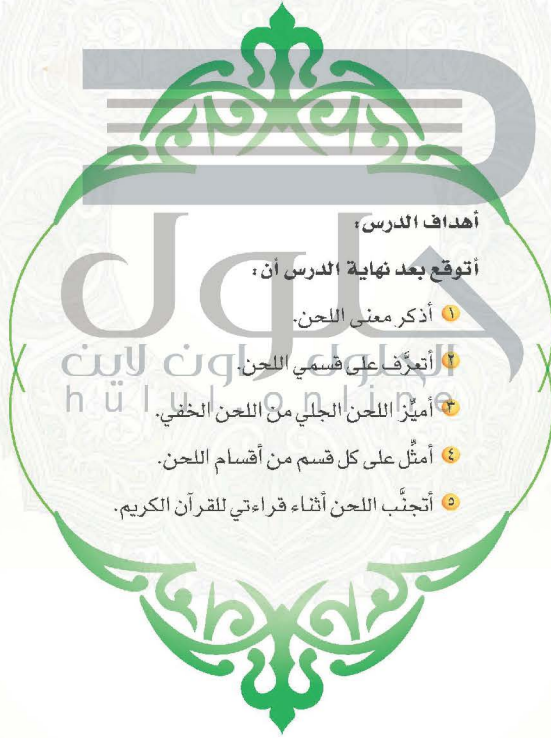 أهداف الدرس:
أتوقع بعد نهاية الدرس أن:
١ أذكر معنى اللحن.
٢ أتعرَّف على قسمي اللحن.
٣ أميِّز اللحن الجلي من اللحن الخفي.
٤ أمثِّل على كل قسم من أقسام اللحن.
٥ أتجنَّب اللحن أثناء قراءتي للقرآن الكريم.
حلول
الحلول اون لاين
hulul online